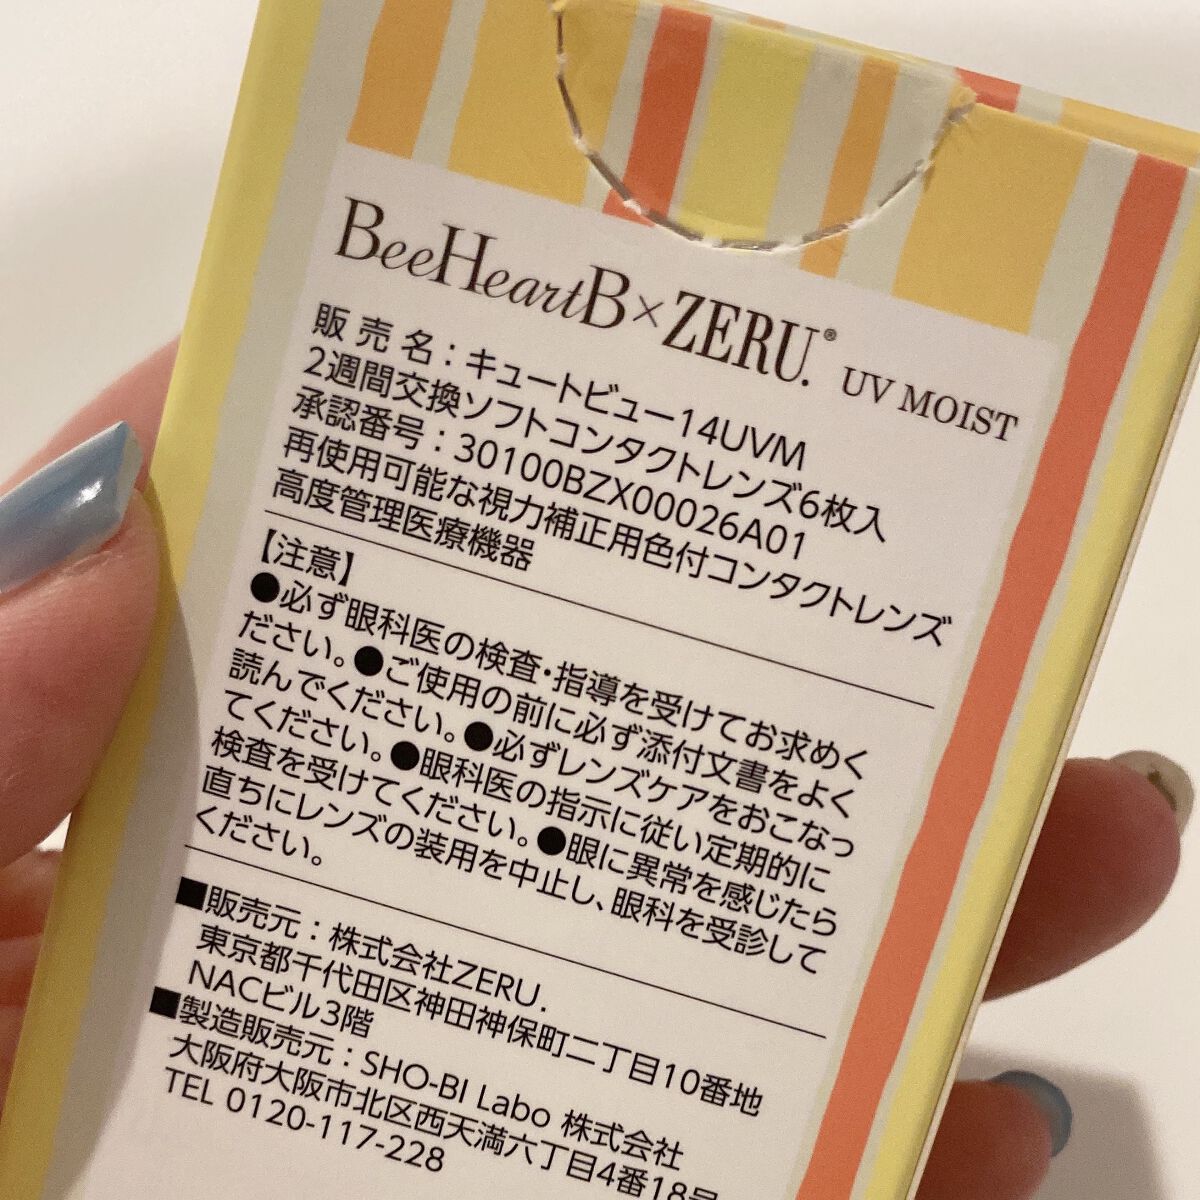 BeeHeartB×ZERU.® UV MOIST
販売名：キュートビュー14UVM
2週間交換ソフトコンタクトレンズ6枚入
承認番号：30100BZX00026A01
再使用可能な視力補正用色付コンタクトレンズ
高度管理医療機器
【注意】
●必ず眼科医の検査・指導を受けてお求めく
ださい。●ご使用の前に必ず添付文書をよく
読んでください。●必ずレンズケアをおこなっ
てください。●眼科医の指示に従い定期的に
検査を受けてください。●眼に異常を感じたら
直ちにレンズの装用を中止し、眼科を受診して
ください。
■販売元：株式会社ZERU.
東京都千代田区神田神保町二丁目10番地
NACビル3階
■製造販売元：SHO-BI Labo 株式会社
大阪府大阪市北区西天満六丁目4番18号
TEL 0120-117-228